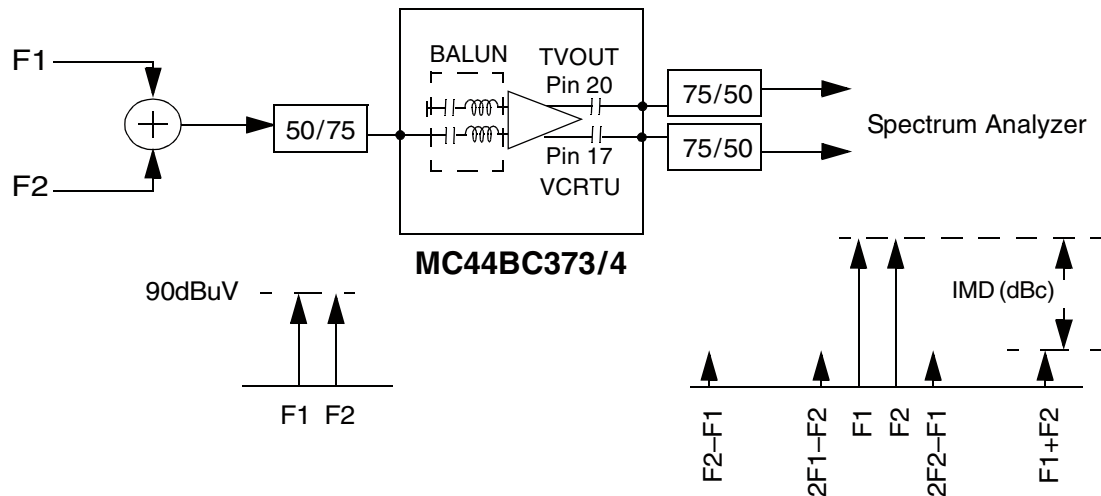 F1
F2
50/75
BALUN
TVOUT
Pin 20
Pin 17
VCRTU
75/50
75/50
Spectrum Analyzer
MC44BC373/4
90dBuV
F1 F2
IMD (dBc)
F2–F1
2F1–F2
F1
F2
2F2–F1
F1+F2